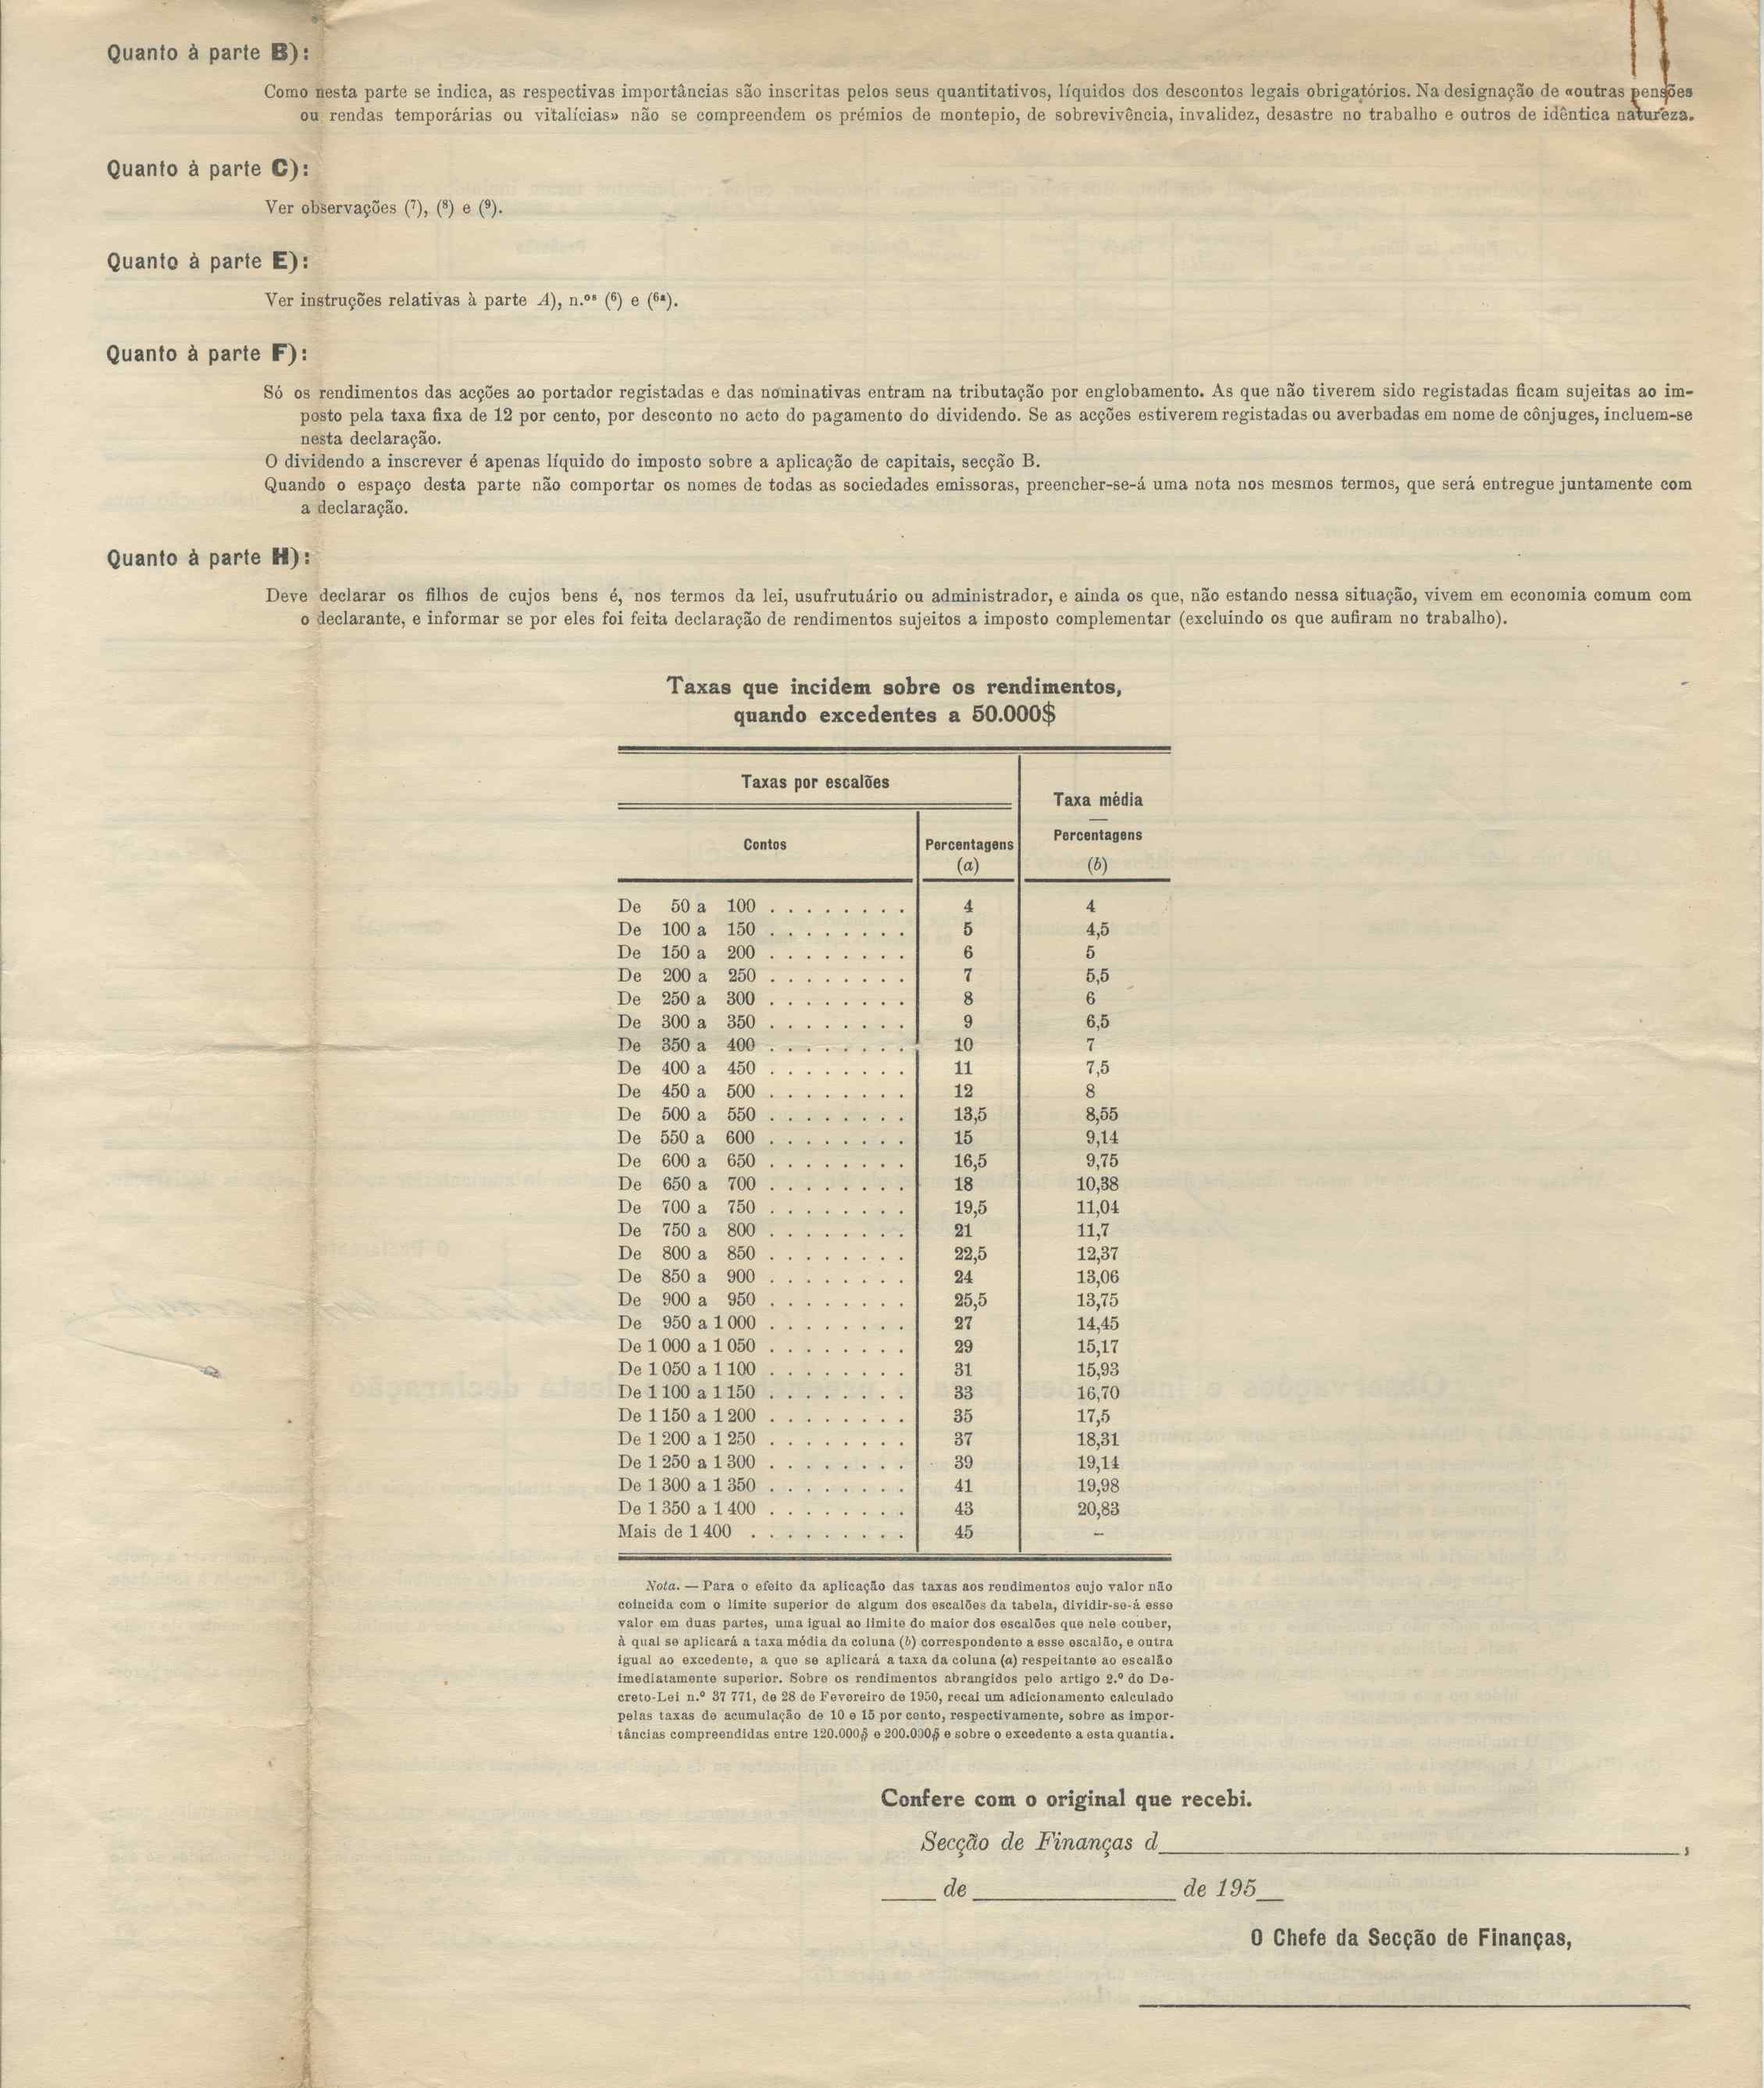 Quanto à parte B):
Como nesta parte se indica, as respectivas importâncias são inscritas pelos seus quantitativos, líquidos dos descontos legais obrigatórios. Na designação de «outras pensões
ou rendas temporárias ou vitalícias» não se compreendem os prémios de montepio, de sobrevivência, invalidez, desastre no trabalho e outros de idêntica natureza.
Quanto à parte C):
Ver observações (⁷), (⁸) e (⁹).
Quanto à parte E):
Ver instruções relativas à parte A), n.ᵒˢ (⁶) e (⁶ᵃ).
Quanto à parte F):
Só os rendimentos das acções ao portador registadas e das nominativas entram na tributação por englobamento. As que não tiverem sido registadas ficam sujeitas ao im-
posto pela taxa fixa de 12 por cento, por desconto no acto do pagamento do dividendo. Se as acções estiverem registadas ou averbadas em nome de cônjuges, incluem-se
nesta declaração.
O dividendo a inscrever é apenas líquido do imposto sobre a aplicação de capitais, secção B.
Quando o espaço desta parte não comportar os nomes de todas as sociedades emissoras, preencher-se-á uma nota nos mesmos termos, que será entregue juntamente com
a declaração.
Quanto à parte H):
Deve declarar os filhos de cujos bens é, nos termos da lei, usufrutuário ou administrador, e ainda os que, não estando nessa situação, vivem em economia comum com
o declarante, e informar se por eles foi feita declaração de rendimentos sujeitos a imposto complementar (excluindo os que aufiram no trabalho).
Taxas que incidem sobre os rendimentos,
quando excedentes a 50.000$
Taxas por escalões
Taxa média
Contos
Percentagens
(a)
Percentagens
(b)
De 50 a 100 . . . . . . . . 4 4
De 100 a 150 . . . . . . . . 5 4,5
De 150 a 200 . . . . . . . . 6 5
De 200 a 250 . . . . . . . . 7 5,5
De 250 a 300 . . . . . . . . 8 6
De 300 a 350 . . . . . . . . 9 6,5
De 350 a 400 . . . . . . . . 10 7
De 400 a 450 . . . . . . . . 11 7,5
De 450 a 500 . . . . . . . . 12 8
De 500 a 550 . . . . . . . . 13,5 8,55
De 550 a 600 . . . . . . . . 15 9,14
De 600 a 650 . . . . . . . . 16,5 9,75
De 650 a 700 . . . . . . . . 18 10,38
De 700 a 750 . . . . . . . . 19,5 11,04
De 750 a 800 . . . . . . . . 21 11,7
De 800 a 850 . . . . . . . . 22,5 12,37
De 850 a 900 . . . . . . . . 24 13,06
De 900 a 950 . . . . . . . . 25,5 13,75
De 950 a 1 000 . . . . . . . . 27 14,45
De 1 000 a 1 050 . . . . . . . . 29 15,17
De 1 050 a 1 100 . . . . . . . . 31 15,93
De 1 100 a 1 150 . . . . . . . . 33 16,70
De 1 150 a 1 200 . . . . . . . . 35 17,5
De 1 200 a 1 250 . . . . . . . . 37 18,31
De 1 250 a 1 300 . . . . . . . . 39 19,14
De 1 300 a 1 350 . . . . . . . . 41 19,98
De 1 350 a 1 400 . . . . . . . . 43 20,83
Mais de 1 400 . . . . . . . . . 45 –
Nota. — Para o efeito da aplicação das taxas aos rendimentos cujo valor não
coincida com o limite superior de algum dos escalões da tabela, dividir-se-á esse
valor em duas partes, uma igual ao limite do maior dos escalões que nele couber,
à qual se aplicará a taxa média da coluna (b) correspondente a esse escalão, e outra
igual ao excedente, a que se aplicará a taxa da coluna (a) respeitante ao escalão
imediatamente superior. Sobre os rendimentos abrangidos pelo artigo 2.º do De-
creto-Lei n.º 37 771, de 28 de Fevereiro de 1950, recai um adicionamento calculado
pelas taxas de acumulação de 10 e 15 por cento, respectivamente, sobre as impor-
tâncias compreendidas entre 120.000$ e 200.000$ e sobre o excedente a esta quantia.
Confere com o original que recebi.
Secção de Finanças d____________,
____ de ____________ de 195__
O Chefe da Secção de Finanças,